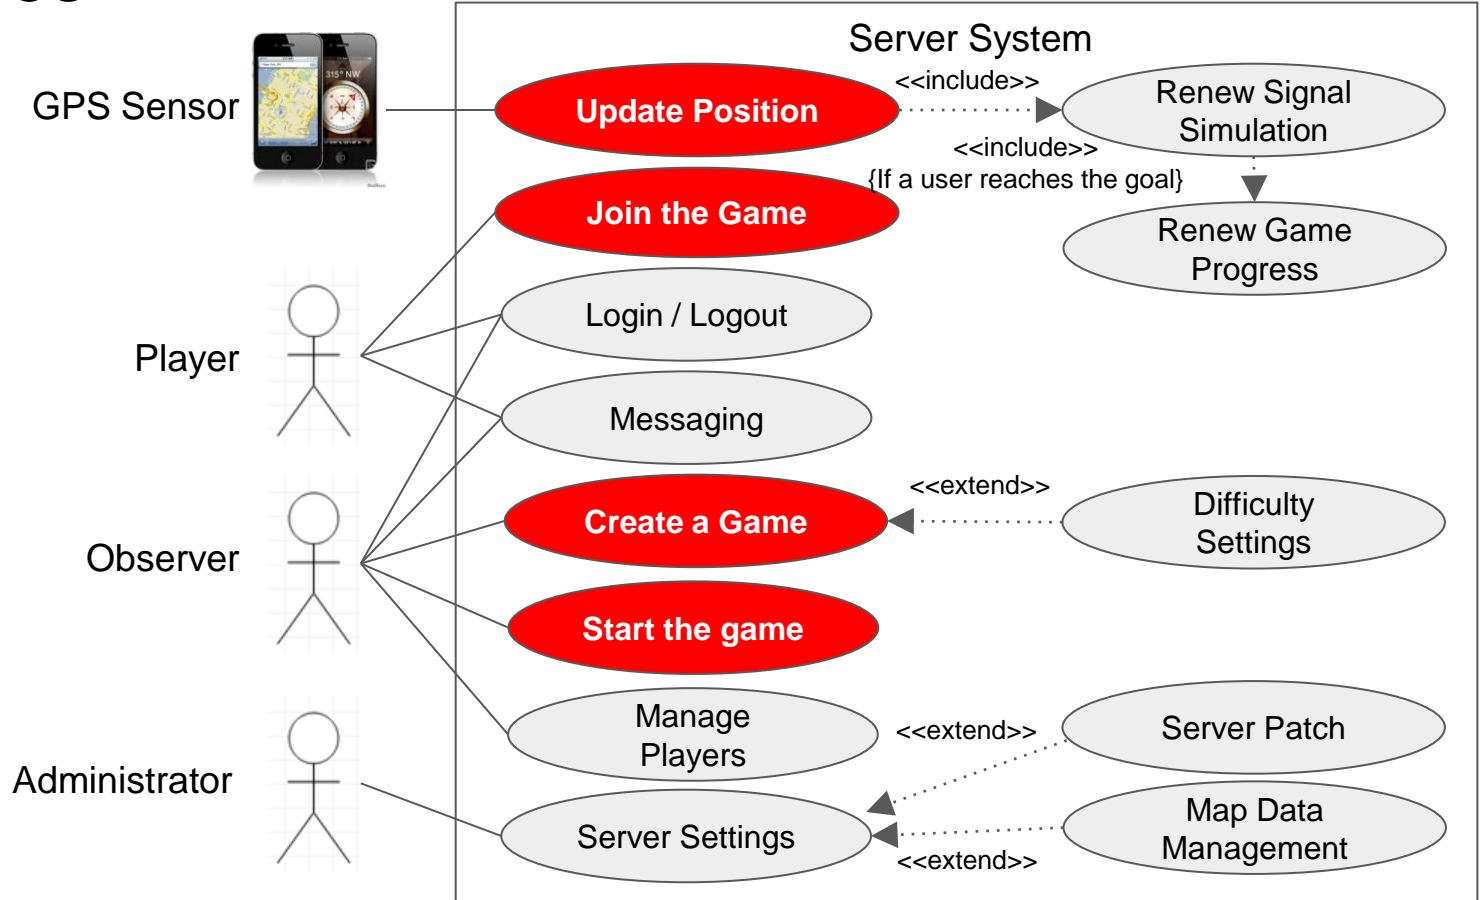 Server System
GPS Sensor
315° NW
Update Position
<<include>>
Renew Signal
Simulation
<<include>>
{If a user reaches the goal}
Join the Game
Renew Game
Progress
Login / Logout
Player
Messaging
<<extend>>
Difficulty
Settings
Create a Game
Observer
Start the game
Manage
Players
<<extend>>
Server Patch
Administrator
Server Settings
Map Data
Management
<<extend>>